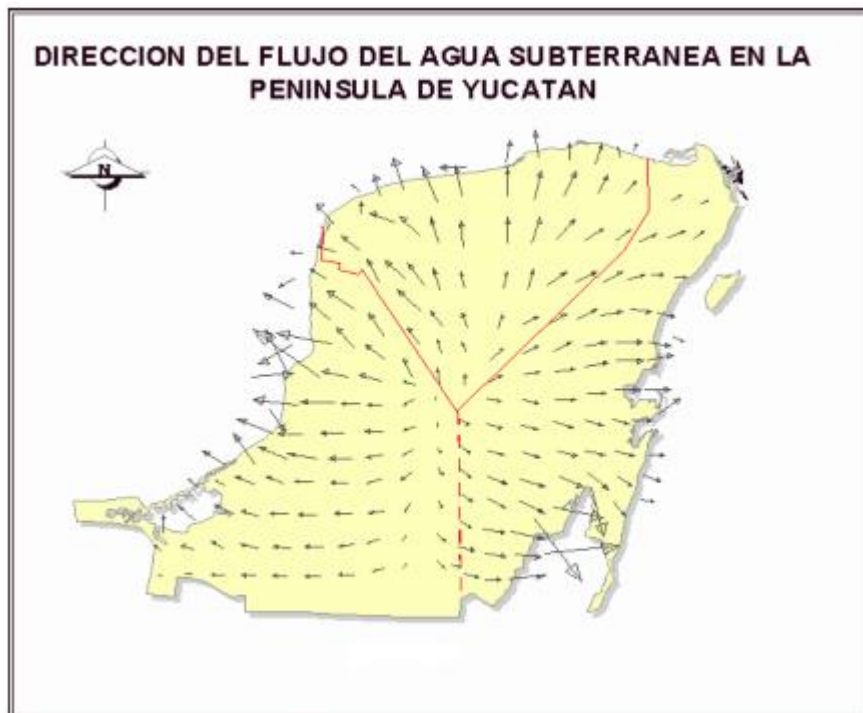 DIRECCION DEL FLUJO DEL AGUA SUBTERRANEA EN LA
PENINSULA DE YUCATAN
N